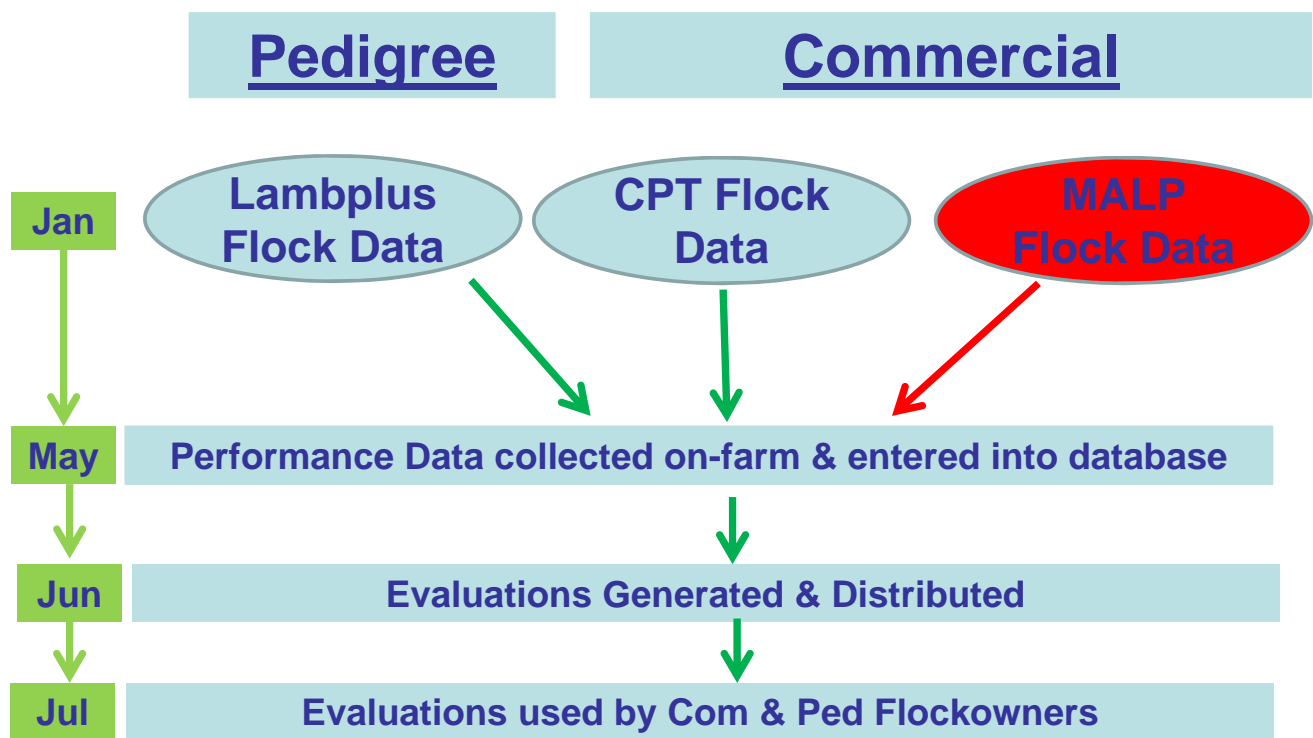 Pedigree
Commercial
Jan
Lambplus
Flock Data
CPT Flock
Data
MALP
Flock Data
May
Performance Data collected on-farm & entered into database
Jun
Evaluations Generated & Distributed
Jul
Evaluations used by Com & Ped Flockowners